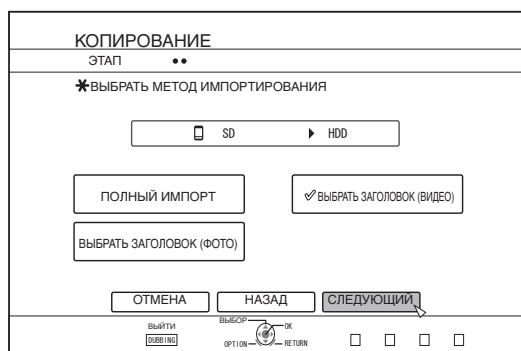 КОПИРОВАНИЕ
ЭТАП
ВЫБРАТЬ МЕТОД ИМПОРТИРОВАНИЯ
SD HDD
ПОЛНЫЙ ИМПОРТ ВЫБРАТЬ ЗАГОЛОВОК (ВИДЕО)
ВЫБРАТЬ ЗАГОЛОВОК (ФОТО)
ОТМЕНА НАЗАД СЛЕДУЮЩИЙ
ВЫЙТИ ВЫБОР OK
DUBBING OPTION RETURN